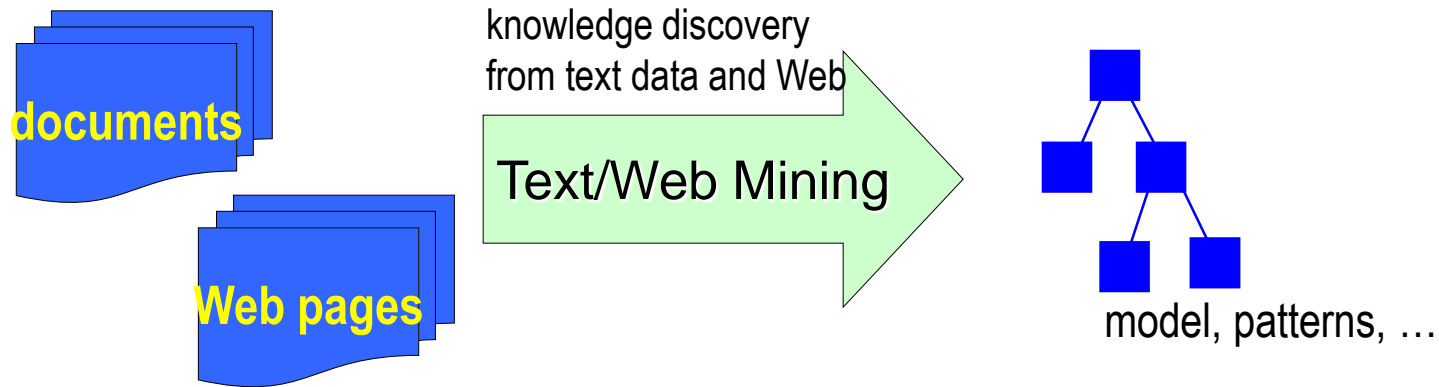 documents
Web pages
knowledge discovery
from text data and Web
Text/Web Mining
model, patterns, …